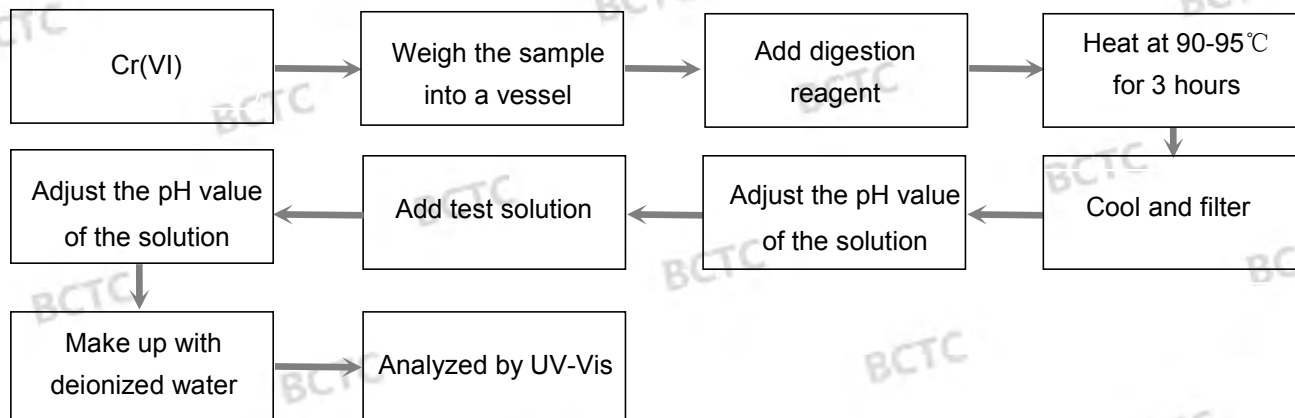 Cr(VI)
Weigh the sample
into a vessel
Add digestion
reagent
Heat at 90-95℃
for 3 hours
Cool and filter
Adjust the pH value
of the solution
Add test solution
Adjust the pH value
of the solution
Make up with
deionized water
Analyzed by UV-Vis
BCTC
BCTC
BCTC
BCTC
BCTC
BCTC
BCTC
BCTC
BCTC